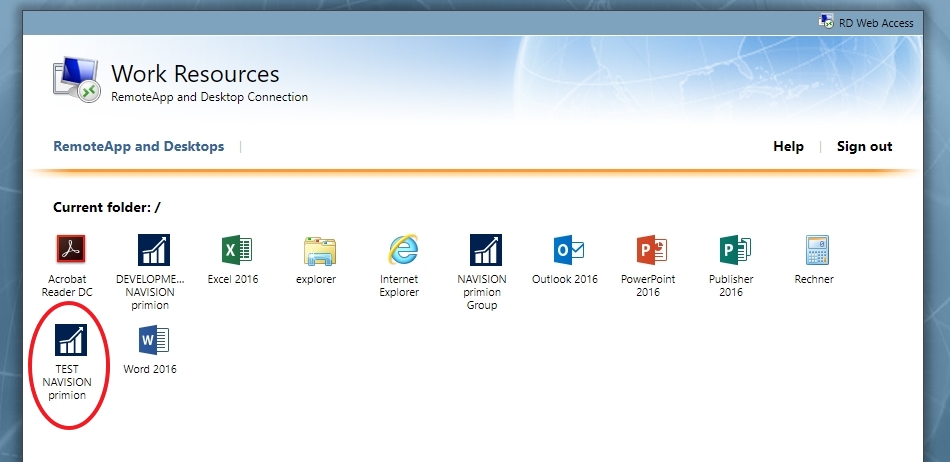 RD Web Access
Work Resources
RemoteApp and Desktop Connection
RemoteApp and Desktops | Help | Sign out
Current folder: /
Acrobat
Reader DC
DEVELOPME...
NAVISION
primion
Excel 2016
explorer
Internet
Explorer
NAVISION
primion
Group
Outlook 2016
PowerPoint
2016
Publisher
2016
Rechner
TEST
NAVISION
primion
Word 2016